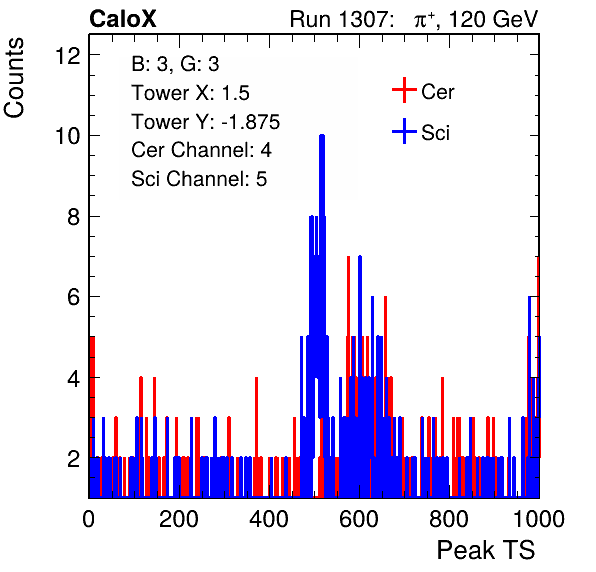 CaloX Run 1307: π⁺, 120 GeV
Counts
B: 3, G: 3
Tower X: 1.5
Tower Y: -1.875
Cer Channel: 4
Sci Channel: 5
Cer
Sci
12
10
8
6
4
2
0 200 400 600 800 1000
Peak TS